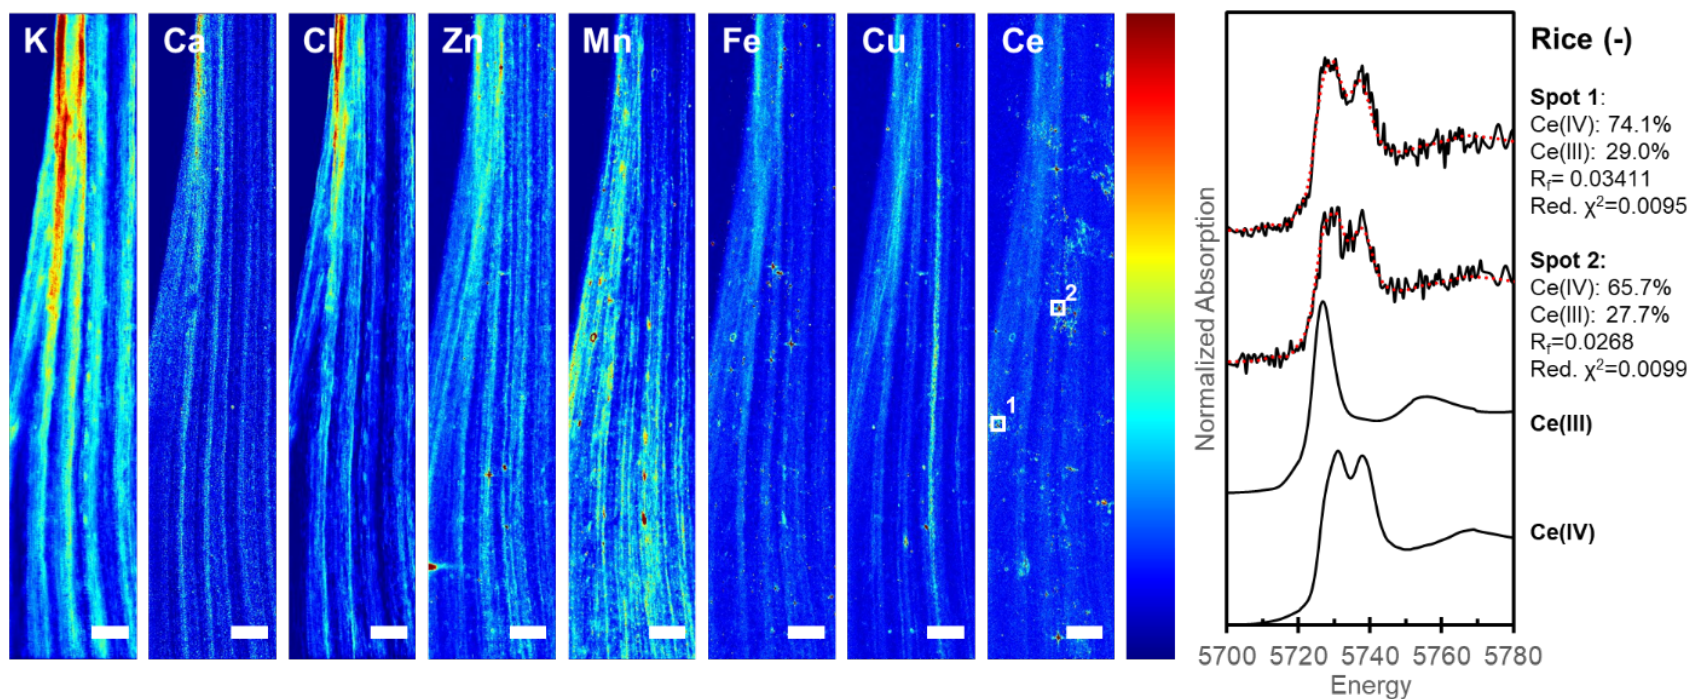 K
Ca
Cl
Zn
Mn
Fe
Cu
Ce
2
1
Normalized Absorption
5700 5720 5740 5760 5780
Energy
Rice (-)
Spot 1:
Ce(IV): 74.1%
Ce(III): 29.0%
Rf= 0.03411
Red. χ²=0.0095
Spot 2:
Ce(IV): 65.7%
Ce(III): 27.7%
Rf=0.0268
Red. χ²=0.0099
Ce(III)
Ce(IV)